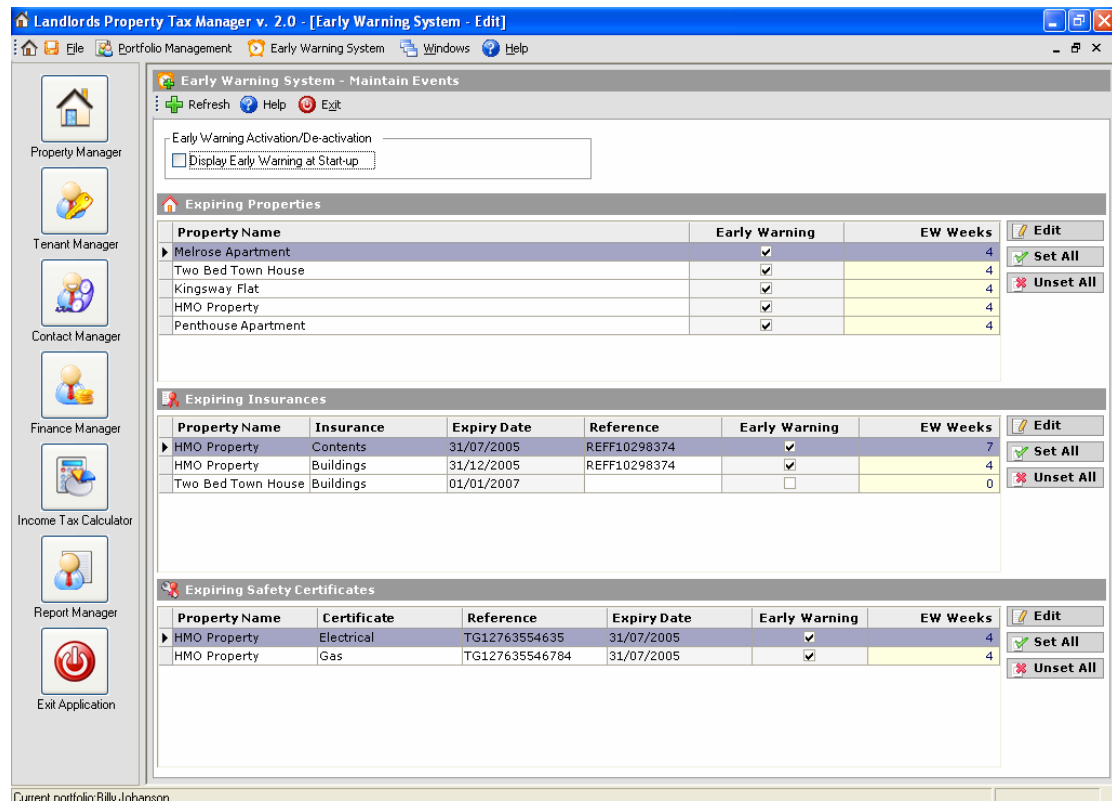 Landlords Property Tax Manager v. 2.0 - [Early Warning System - Edit]
File Portfolio Management Early Warning System Windows Help
Early Warning System - Maintain Events
Refresh Help Exit
Early Warning Activation/De-activation
Display Early Warning at Start-up
Property Manager
Tenant Manager
Contact Manager
Finance Manager
Income Tax Calculator
Report Manager
Exit Application
Expiring Properties
Property Name Early Warning EW Weeks Edit
Melrose Apartment 4 Set All
Two Bed Town House 4
Kingsway Flat 4 Unset All
HMO Property 4
Penthouse Apartment 4
Expiring Insurances
Property Name Insurance Expiry Date Reference Early Warning EW Weeks Edit
HMO Property Contents 31/07/2005 REFF10298374 7 Set All
HMO Property Buildings 31/12/2005 REFF10298374 4
Two Bed Town House Buildings 01/01/2007 0 Unset All
Expiring Safety Certificates
Property Name Certificate Reference Expiry Date Early Warning EW Weeks Edit
HMO Property Electrical TG12763554635 31/07/2005 4 Set All
HMO Property Gas TG127635546784 31/07/2005 4
Unset All
Current portfolio:Billy Johanson